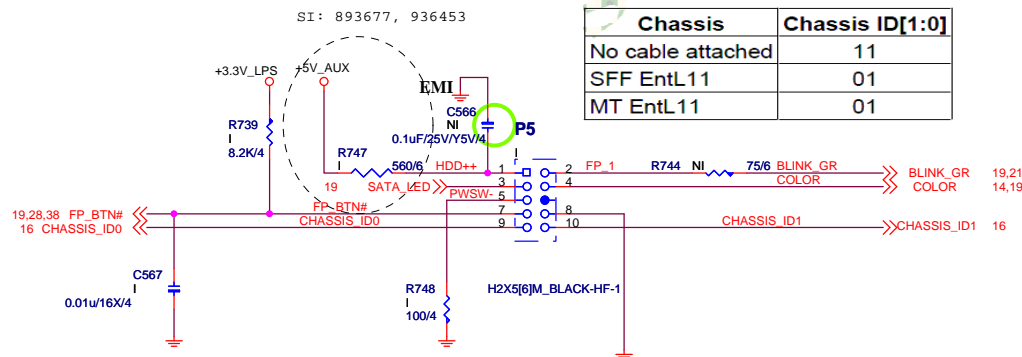 SI: 893677, 936453
Chassis Chassis ID[1:0]
No cable attached 11
SFF EntL11 01
MT EntL11 01
+3.3V_LPS
+5V_AUX
EMI
C566
NI
0.1uF/25V/Y5V/4
P5
I
R739
I
8.2K/4
R747
I
560/6
HDD++
1
2
FP_1
R744
NI
75/6
BLINK_GR
BLINK_GR 19,21
19
SATA_LED
3
4
COLOR
COLOR 14,19
PWSW-
5
19,28,38 FP_BTN#
FP_BTN#
7
8
16 CHASSIS_ID0
CHASSIS_ID0
9
10
CHASSIS_ID1
CHASSIS_ID1 16
C567
I
0.01u/16X/4
R748
I
100/4
H2X5[6]M_BLACK-HF-1